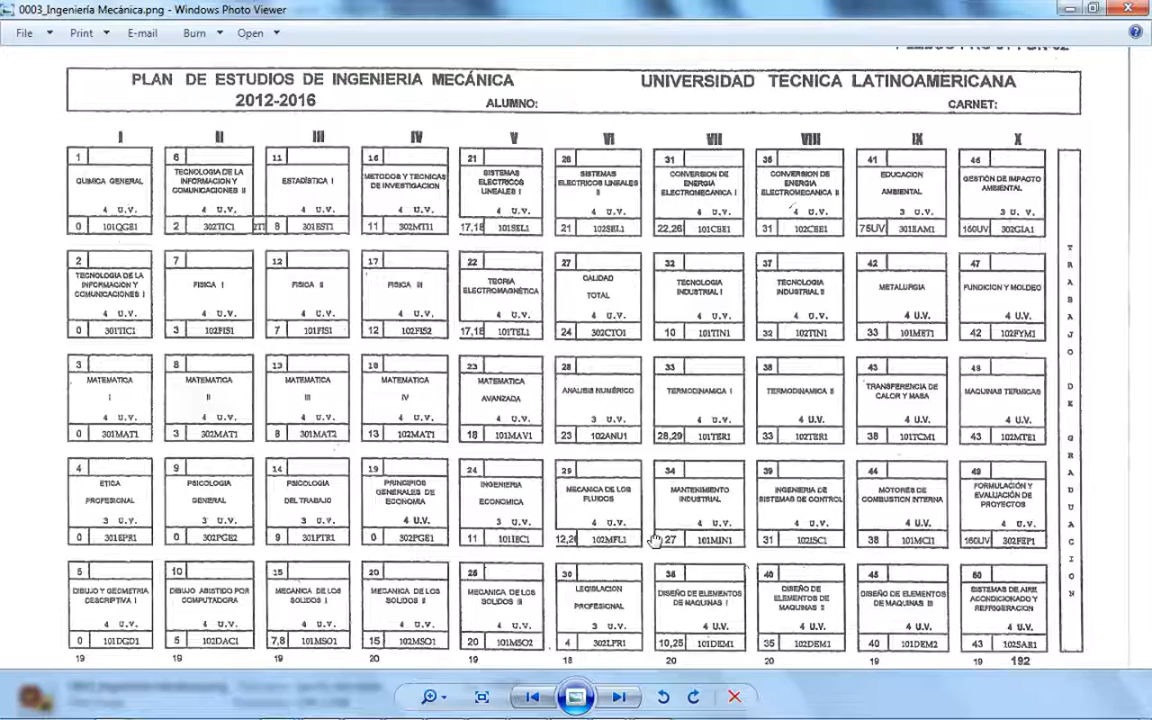 0003_Ingeniería Mecánica.png - Windows Photo Viewer
File Print E-mail Burn Open
PLAN DE ESTUDIOS DE INGENIERIA MECÁNICA UNIVERSIDAD TECNICA LATINOAMERICANA
2012-2016 ALUMNO: CARNET:
I II III IV V VI VII VIII IX X
1
QUIMICA GENERAL
4 U.V.
0 101QGE1
6
TECNOLOGIA DE LA
INFORMACION Y
COMUNICACIONES II
4 U.V.
2 302TIC1
11
ESTADÍSTICA I
4 U.V.
8 301EST1
16
METODOS Y TECNICAS
DE INVESTIGACION
4 U.V.
11 302MTI1
21
SISTEMAS
ELECTRICOS
LINEALES I
4 U.V.
17,18 101SEL1
26
SISTEMAS
ELECTRICOS LINEALES
II
4 U.V.
21 102SEL1
31
CONVERSION DE
ENERGIA
ELECTROMECANICA I
4 U.V.
22,26 101CEE1
36
CONVERSION DE
ENERGIA
ELECTROMECANICA II
4 U.V.
31 102CEE1
41
EDUCACION
AMBIENTAL
3 U.V.
75UV 301EAM1
46
GESTIÓN DE IMPACTO
AMBIENTAL
3 U.V.
150UV 302GIA1
2
TECNOLOGIA DE LA
INFORMACION Y
COMUNICACIONES I
4 U.V.
0 301TIC1
7
FISICA I
4 U.V.
3 102FIS1
12
FISICA II
4 U.V.
7 101FIS1
17
FISICA III
4 U.V.
12 102FIS2
22
TEORIA
ELECTROMAGNÉTICA
4 U.V.
17,18 101TEL1
27
CALIDAD
TOTAL
4 U.V.
24 302CTO1
32
TECNOLOGIA
INDUSTRIAL I
4 U.V.
10 101TIN1
37
TECNOLOGIA
INDUSTRIAL II
4 U.V.
32 102TIN1
42
METALURGIA
4 U.V.
33 101MET1
47
FUNDICION Y MOLDEO
4 U.V.
42 102FYM1
3
MATEMATICA
I
4 U.V.
0 301MAT1
8
MATEMATICA
II
4 U.V.
3 302MAT1
13
MATEMATICA
III
4 U.V.
8 301MAT2
18
MATEMATICA
IV
4 U.V.
13 102MAT1
23
MATEMATICA
AVANZADA
4 U.V.
18 101MAV1
28
ANALISIS NUMÉRICO
3 U.V.
23 102ANU1
33
TERMODINAMICA I
4 U.V.
28,29 101TER1
38
TERMODINAMICA II
4 U.V.
33 102TER1
43
TRANSFERENCIA DE
CALOR Y MASA
4 U.V.
38 101TCM1
MAQUINAS TERMICAS
4 U.V.
43 102MTE1
4
ETICA
PROFESIONAL
3 U.V.
0 301EPR1
9
PSICOLOGIA
GENERAL
3 U.V.
0 302PGE2
14
PSICOLOGIA
DEL TRABAJO
3 U.V.
9 301PTR1
19
PRINCIPIOS
GENERALES DE
ECONOMIA
4 U.V.
0 302PGE1
24
INGENIERIA
ECONOMICA
3 U.V.
11 101IEC1
29
MECANICA DE LOS
FLUIDOS
4 U.V.
102MFL1
34
MANTENIMIENTO
INDUSTRIAL
4 U.V.
27 101MIN1
39
INGENIERIA DE
SISTEMAS DE CONTROL
4 U.V.
31 102ISC1
44
MOTORES DE
COMBUSTION INTERNA
4 U.V.
38 101MCI1
49
FORMULACIÓN Y
EVALUACIÓN DE
PROYECTOS
4 U.V.
150UV 302FEP1
5
DIBUJO Y GEOMETRIA
DESCRIPTIVA I
4 U.V.
0 101DGD1
10
DIBUJO ASISTIDO POR
COMPUTADORA
4 U.V.
5 102DAC1
15
MECANICA DE LOS
SOLIDOS I
4 U.V.
7,8 101MSO1
20
MECANICA DE LOS
SOLIDOS II
4 U.V.
15 102MSO1
25
MECANICA DE LOS
SOLIDOS III
4 U.V.
20 101MSO2
30
LEGISLACION
PROFESIONAL
3 U.V.
4 302LPR1
35
DISEÑO DE ELEMENTOS
DE MAQUINAS I
4 U.V.
10,25 101DEM1
40
DISEÑO DE
ELEMENTOS DE
MAQUINAS II
4 U.V.
35 102DEM1
45
DISEÑO DE ELEMENTOS
DE MAQUINAS III
4 U.V.
40 101DEM2
50
SISTEMAS DE AIRE
ACONDICIONADO Y
REFRIGERACION
4 U.V.
43 102SAR1
TRABAJO DE GRADUACION
19 19 19 20 19 18 20 20 19 19 192